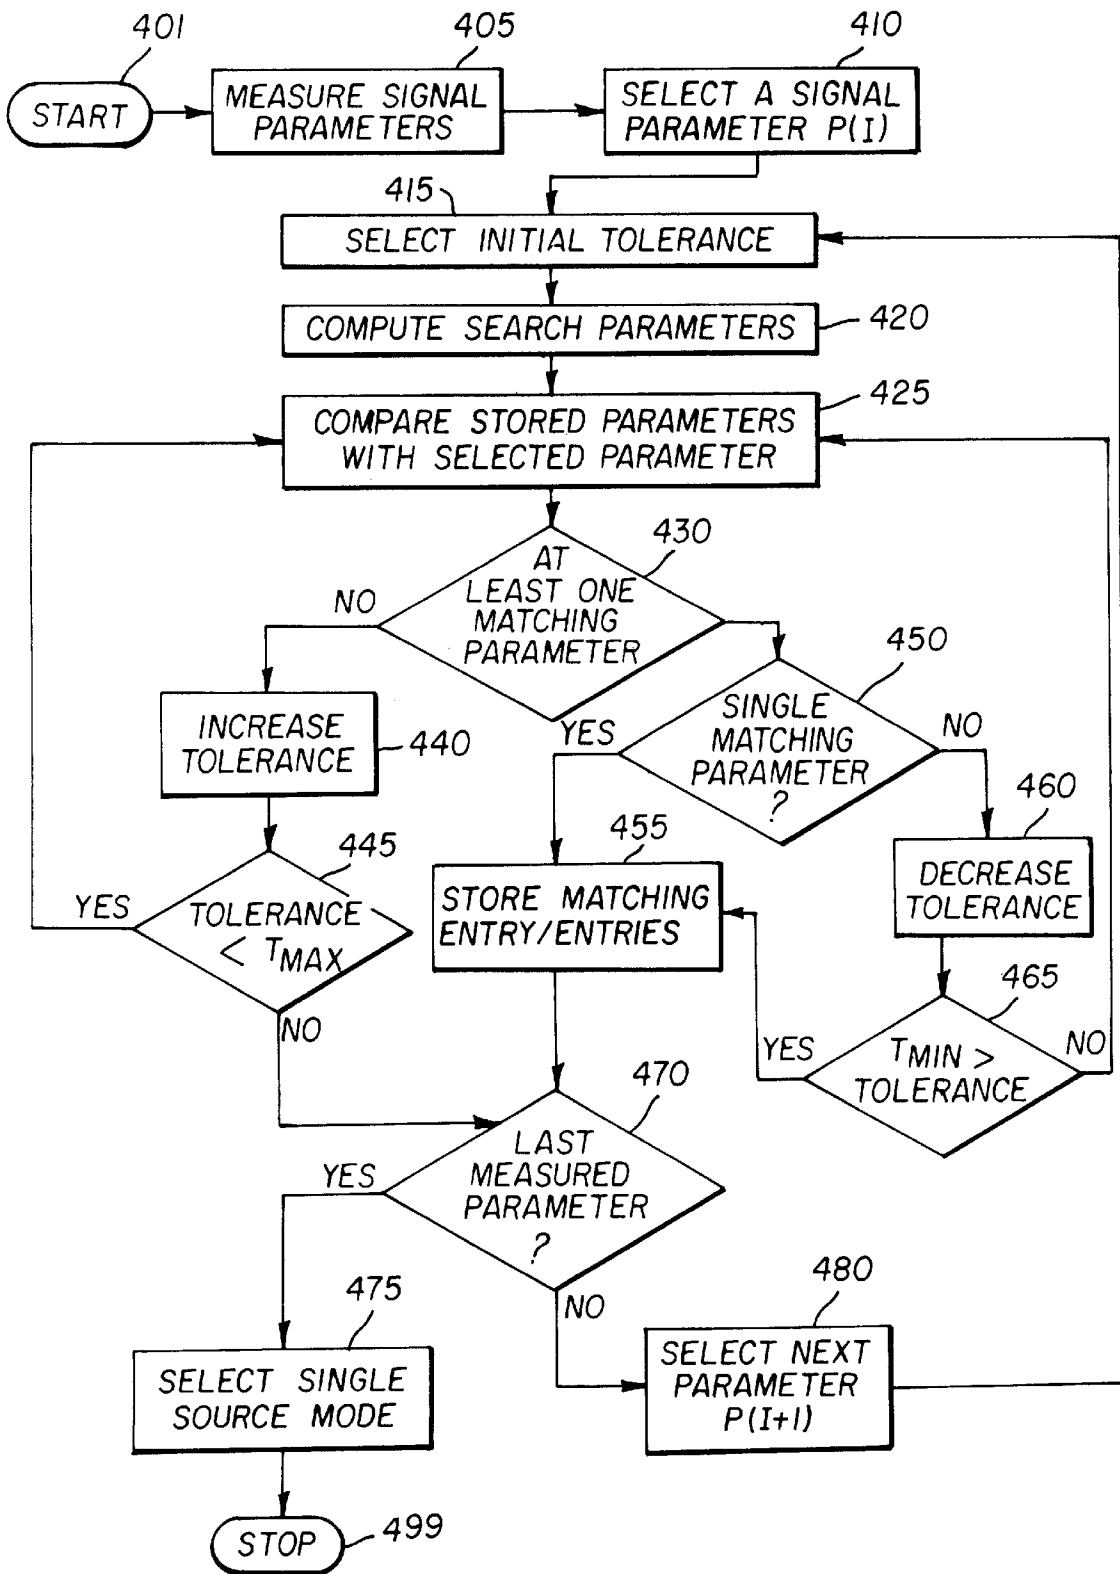 401
405
410
START
MEASURE SIGNAL
PARAMETERS
SELECT A SIGNAL
PARAMETER P(I)
415
SELECT INITIAL TOLERANCE
COMPUTE SEARCH PARAMETERS
420
425
COMPARE STORED PARAMETERS
WITH SELECTED PARAMETER
430
AT
LEAST ONE
MATCHING
PARAMETER
NO
450
INCREASE
TOLERANCE
440
YES
SINGLE
MATCHING
PARAMETER
?
NO
460
445
455
DECREASE
TOLERANCE
YES
TOLERANCE
< TMAX
STORE MATCHING
ENTRY/ENTRIES
465
NO
YES
TMIN >
TOLERANCE
NO
470
YES
LAST
MEASURED
PARAMETER
?
475
NO
480
SELECT SINGLE
SOURCE MODE
SELECT NEXT
PARAMETER
P(I+1)
STOP
499